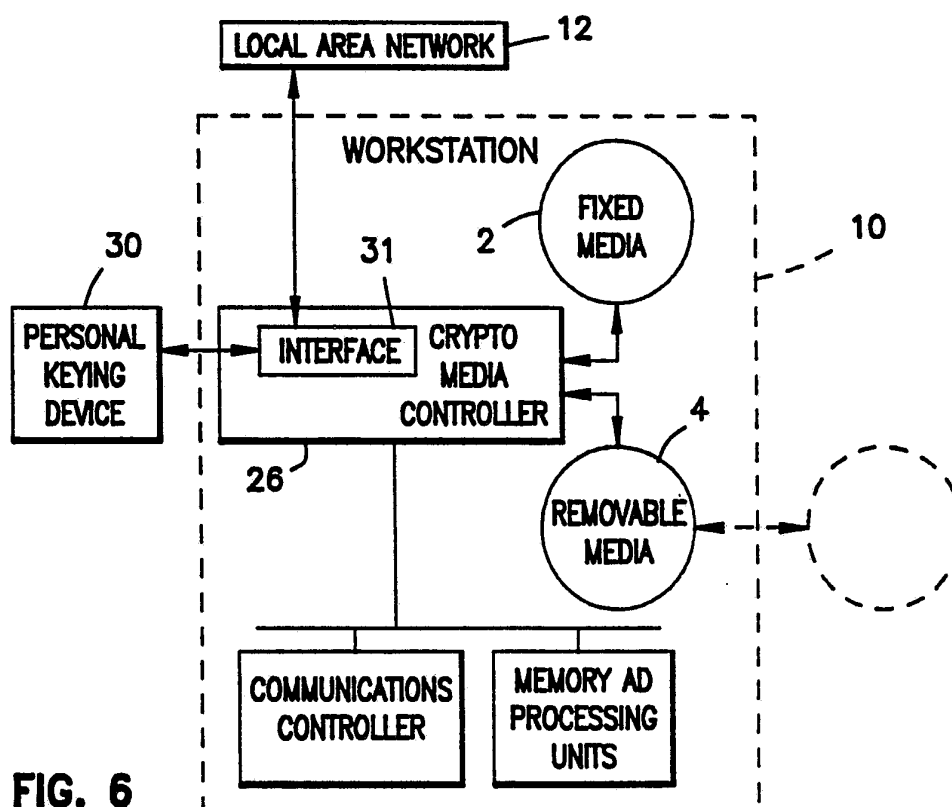 12
LOCAL AREA NETWORK
WORKSTATION
FIXED
MEDIA
2
10
30
31
PERSONAL
KEYING
DEVICE
INTERFACE
CRYPTO
MEDIA
CONTROLLER
26
4
REMOVABLE
MEDIA
COMMUNICATIONS
CONTROLLER
MEMORY AD
PROCESSING
UNITS
FIG. 6